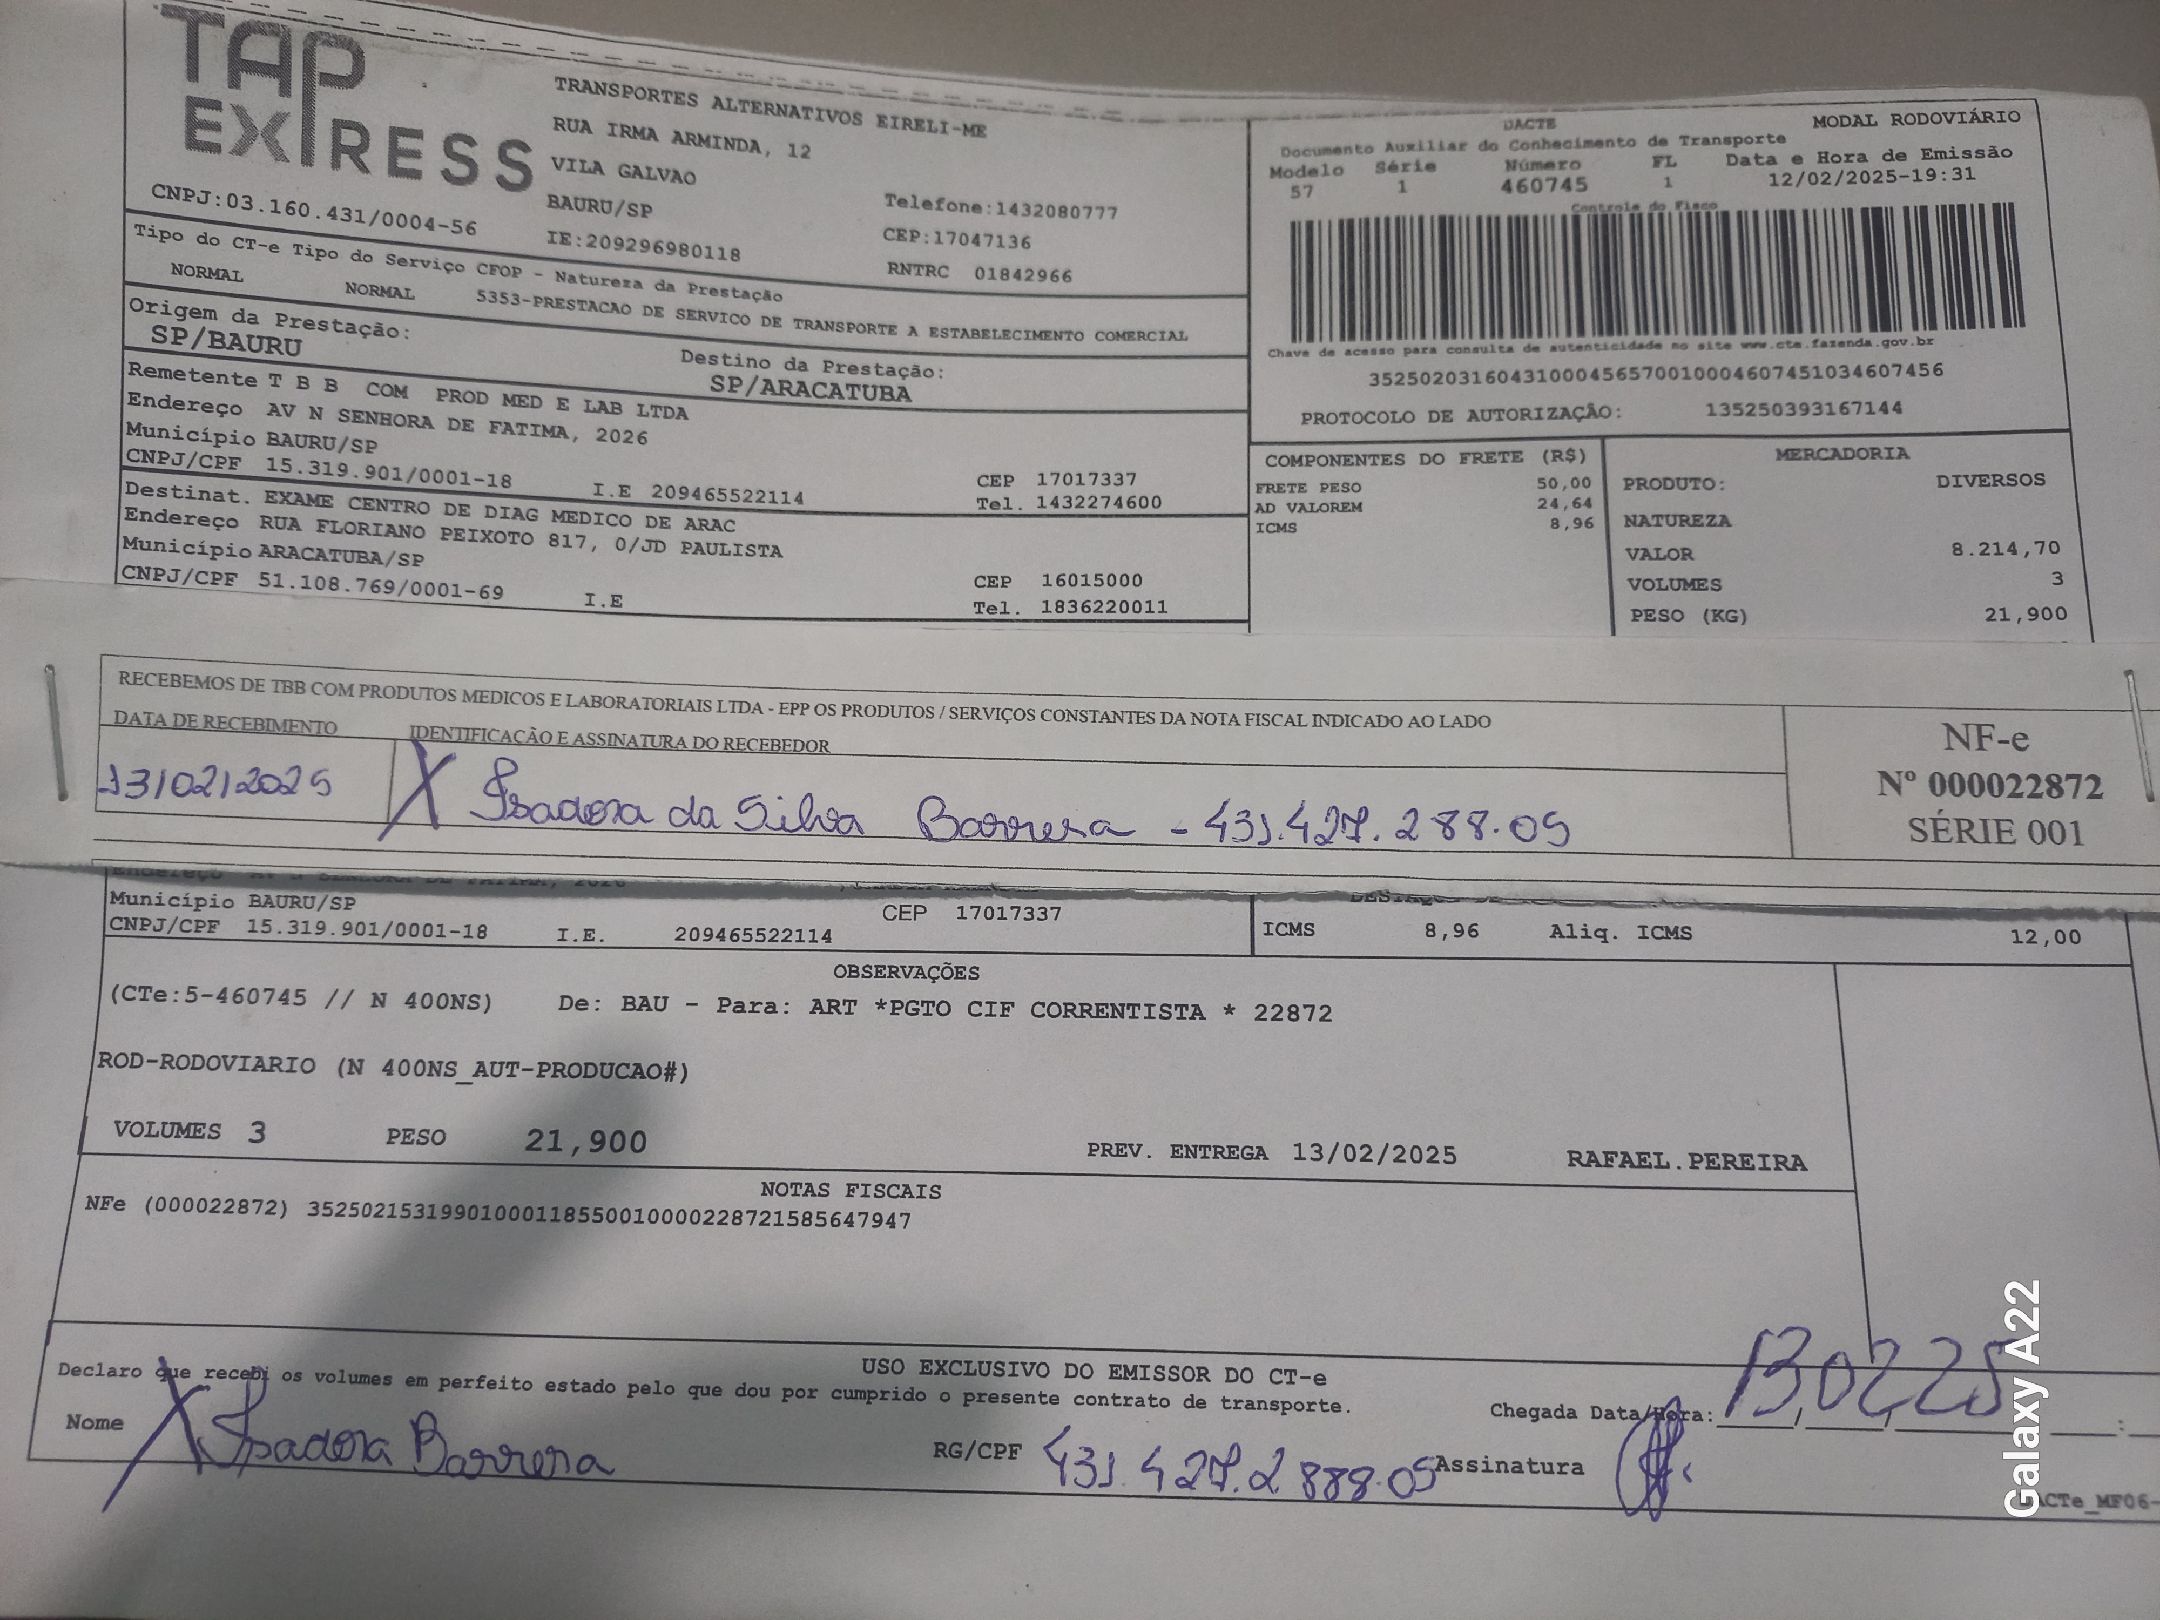 TAP
EXPRESS
CNPJ:03.160.431/0004-56
TRANSPORTES ALTERNATIVOS EIRELI-ME
RUA IRMA ARMINDA, 12
VILA GALVAO
BAURU/SP
IE:209296980118
Telefone:1432080777
CEP:17047136
RNTRC 01842966
Tipo do CT-e Tipo do Serviço CFOP - Natureza da Prestação
NORMAL NORMAL 5353-PRESTACAO DE SERVICO DE TRANSPORTE A ESTABELECIMENTO COMERCIAL
Origem da Prestação: Destino da Prestação:
SP/BAURU SP/ARACATUBA
Remetente T B B COM PROD MED E LAB LTDA
Endereço AV N SENHORA DE FATIMA, 2026
Município BAURU/SP CEP 17017337
CNPJ/CPF 15.319.901/0001-18 I.E 209465522114 Tel. 1432274600
Destinat. EXAME CENTRO DE DIAG MEDICO DE ARAC
Endereço RUA FLORIANO PEIXOTO 817, 0/JD PAULISTA
Município ARACATUBA/SP CEP 16015000
CNPJ/CPF 51.108.769/0001-69 I.E Tel. 1836220011
DACTE MODAL RODOVIÁRIO
Documento Auxiliar do Conhecimento de Transporte
Modelo Série Número FL Data e Hora de Emissão
57 1 460745 1 12/02/2025-19:31
Controle do Fisco
Chave de acesso para consulta de autenticidade no site www.cte.fazenda.gov.br
35250203160431000456570010004607451034607456
PROTOCOLO DE AUTORIZAÇÃO: 135250393167144
COMPONENTES DO FRETE (R$)
FRETE PESO 50,00
AD VALOREM 24,64
ICMS 8,96
MERCADORIA
PRODUTO: DIVERSOS
NATUREZA
VALOR 8.214,70
VOLUMES 3
PESO (KG) 21,900
RECEBEMOS DE TBB COM PRODUTOS MEDICOS E LABORATORIAIS LTDA - EPP OS PRODUTOS / SERVIÇOS CONSTANTES DA NOTA FISCAL INDICADO AO LADO
DATA DE RECEBIMENTO IDENTIFICAÇÃO E ASSINATURA DO RECEBEDOR
13/02/2025 X Isadora da Silva Barrera - 431.427.288.05
NF-e
Nº 000022872
SÉRIE 001
Endereço AV N SENHORA DE FATIMA, 2026
Município BAURU/SP CEP 17017337
CNPJ/CPF 15.319.901/0001-18 I.E. 209465522114
ICMS 8,96 Aliq. ICMS 12,00
OBSERVAÇÕES
(CTe:5-460745 // N 400NS) De: BAU - Para: ART *PGTO CIF CORRENTISTA * 22872
ROD-RODOVIARIO (N 400NS_AUT-PRODUCAO#)
VOLUMES 3 PESO 21,900 PREV. ENTREGA 13/02/2025 RAFAEL.PEREIRA
NOTAS FISCAIS
NFe (000022872) 35250215319901000118550010000228721585647947
USO EXCLUSIVO DO EMISSOR DO CT-e
Declaro que recebi os volumes em perfeito estado pelo que dou por cumprido o presente contrato de transporte.
Chegada Data/Hora: 13 02 25
Nome X Isadora Barrera RG/CPF 431.427.2888.05 Assinatura
DACTe_MF06-
Galaxy A22